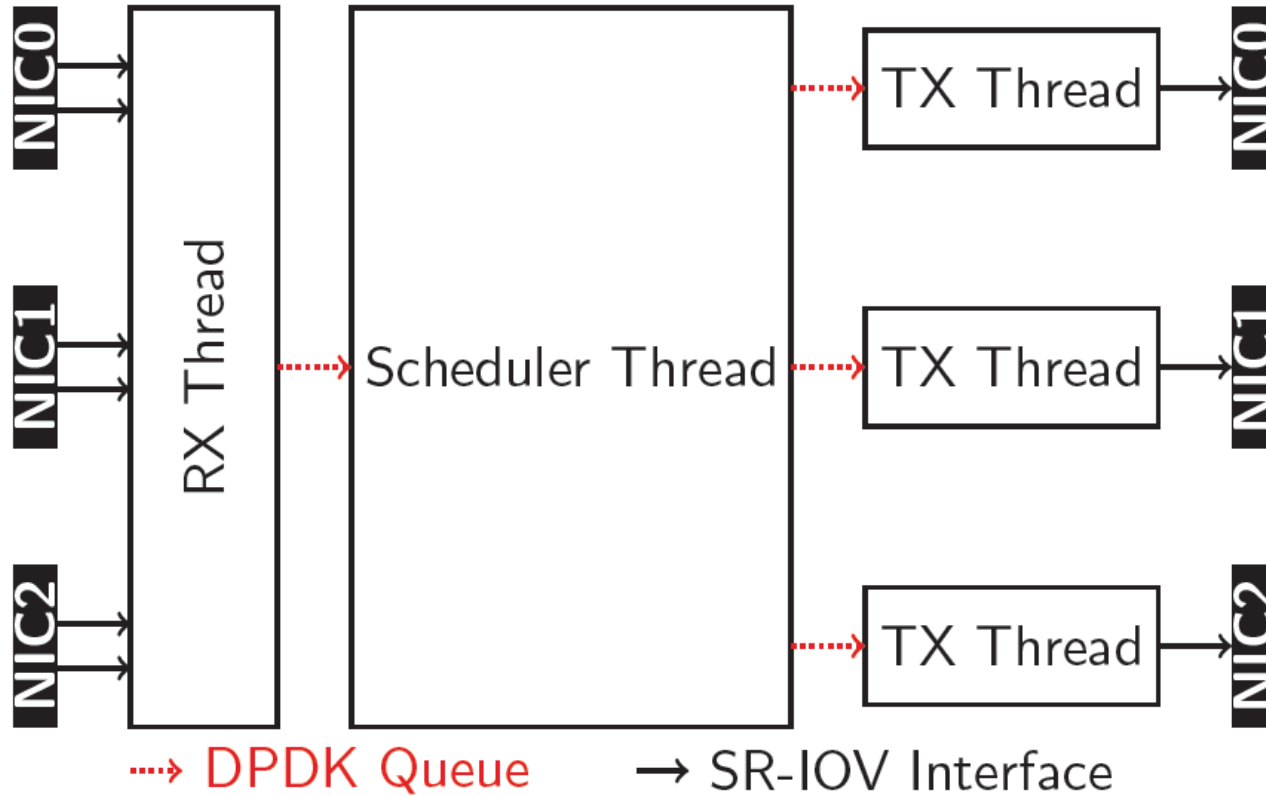 NIC0
NIC1
NIC2
RX Thread
Scheduler Thread
TX Thread
TX Thread
TX Thread
NIC0
NIC1
NIC2
DPDK Queue
SR-IOV Interface